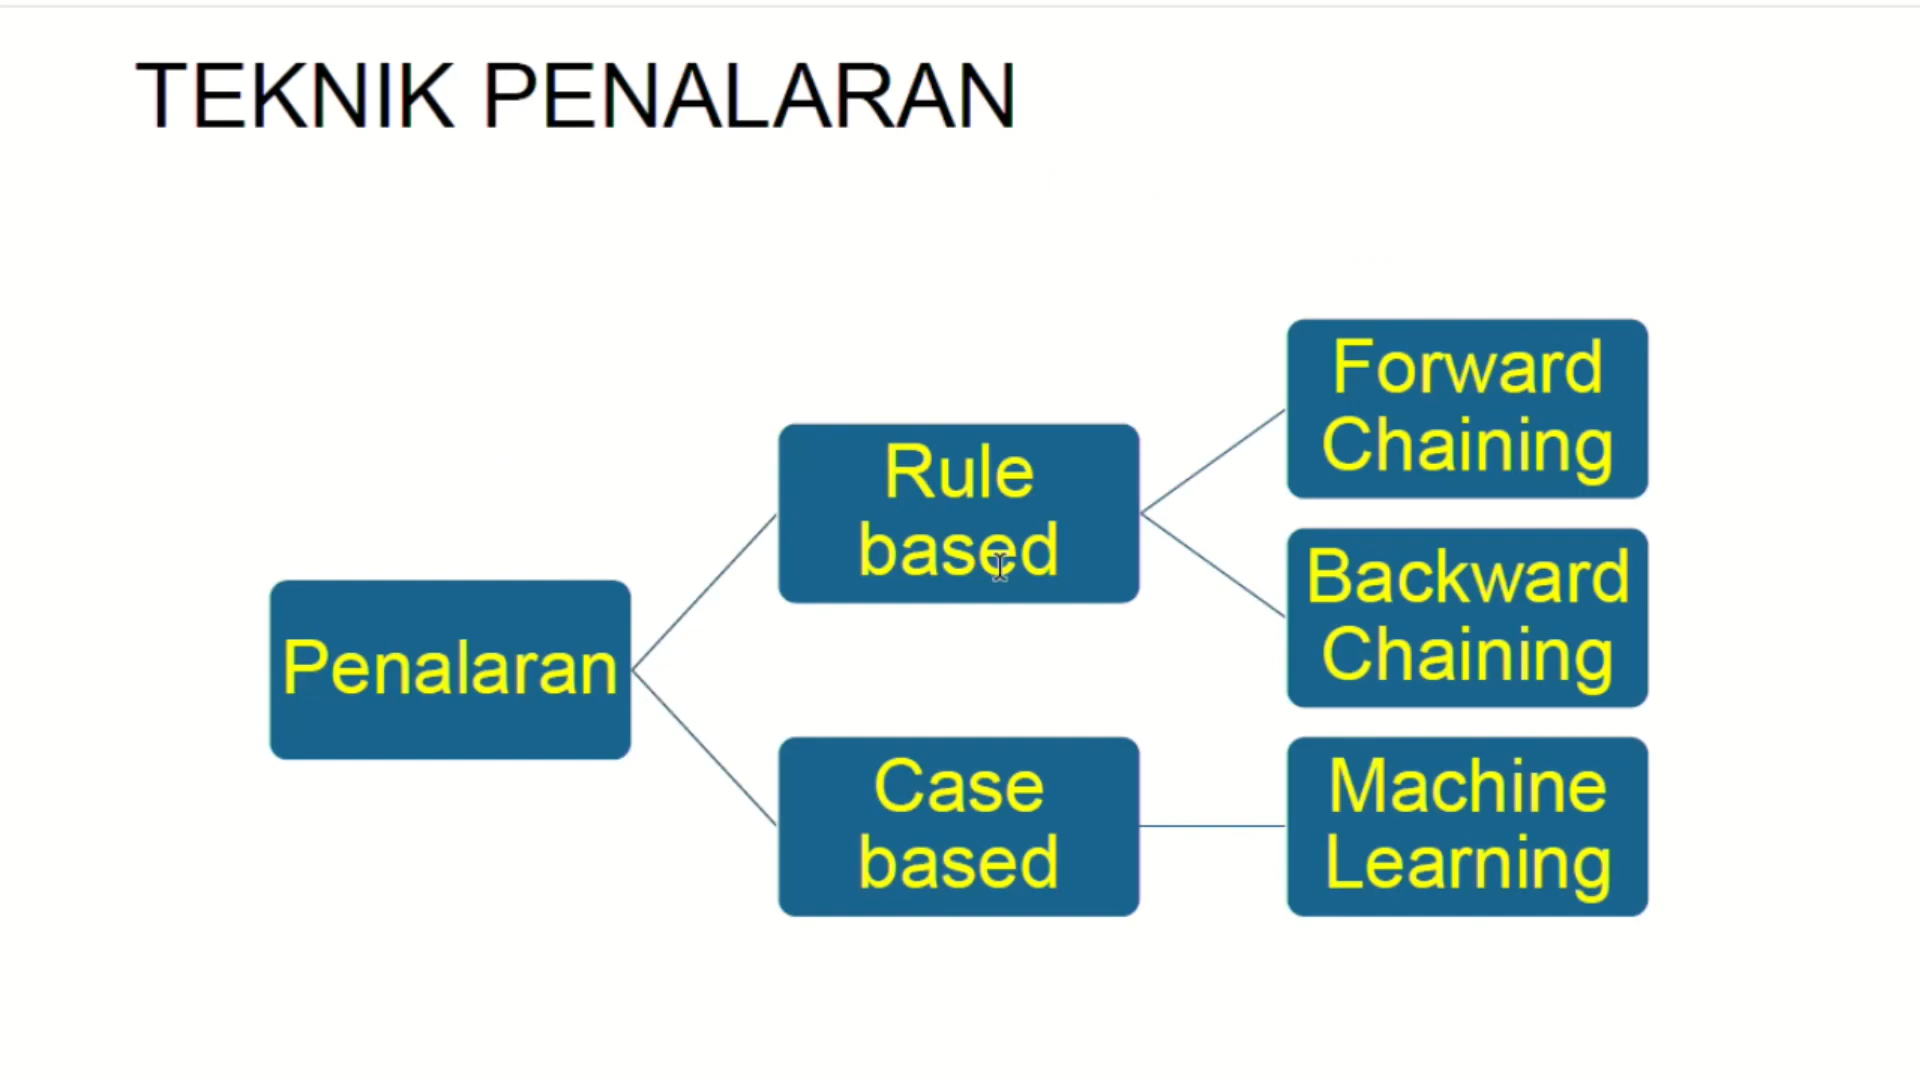 TEKNIK PENALARAN
Penalaran
Rule
based
Case
based
Forward
Chaining
Backward
Chaining
Machine
Learning